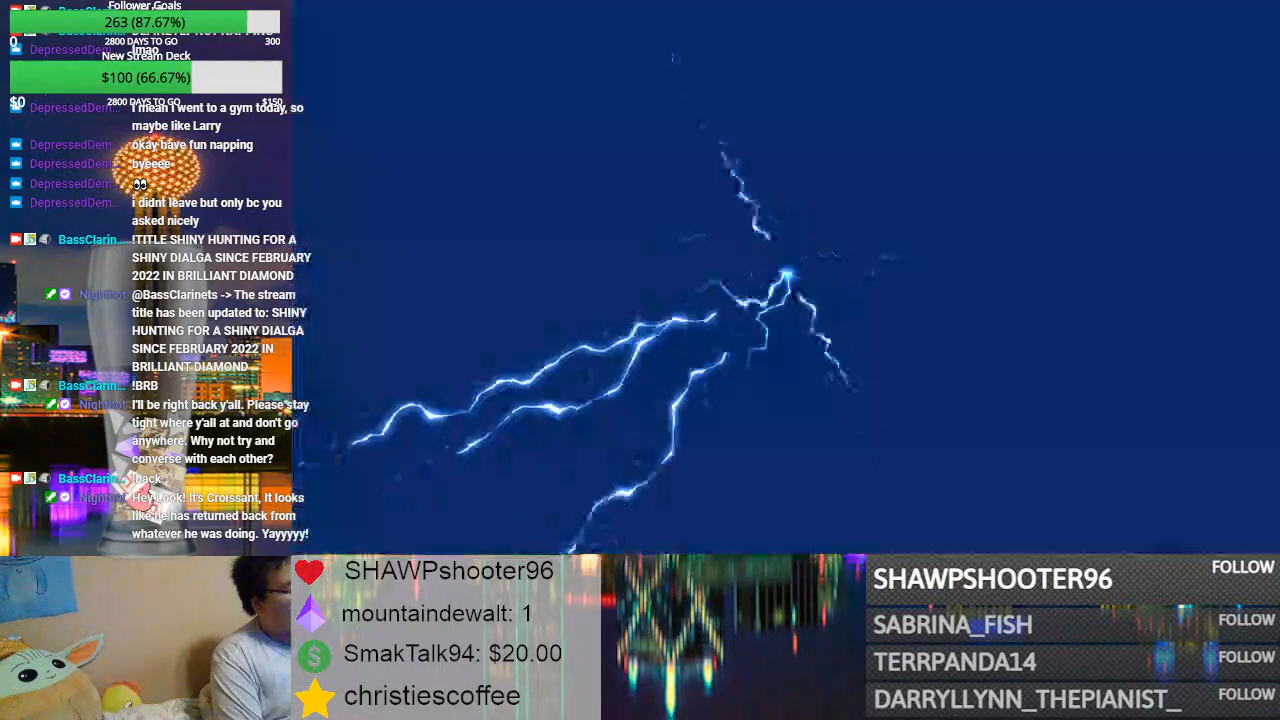 Follower Goals
263 (87.67%)
0
2800 DAYS TO GO
300
DepressedDem...
lmao
New Stream Deck
$100 (66.67%)
$0
2800 DAYS TO GO
$150
DepressedDem...
i mean i went to a gym today, so
maybe like Larry
DepressedDem...
okay have fun napping
DepressedDem...
byeeee
DepressedDem...
👀
DepressedDem...
i didnt leave but only bc you
asked nicely
BassClarin...
!TITLE SHINY HUNTING FOR A
SHINY DIALGA SINCE FEBRUARY
2022 IN BRILLIANT DIAMOND
Nightbot
@BassClarinets -> The stream
title has been updated to: SHINY
HUNTING FOR A SHINY DIALGA
SINCE FEBRUARY 2022 IN
BRILLIANT DIAMOND
BassClarin...
!BRB
Nightbot
I'll be right back y'all. Please stay
tight where y'all at and don't go
anywhere. Why not try and
converse with each other?
BassClarin...
!back
Nightbot
Hey Look! It's Croissant, It looks
like he has returned back from
whatever he was doing. Yayyyyy!
SHAWPshooter96
mountaindewalt: 1
SmakTalk94: $20.00
christiescoffee
SHAWPSHOOTER96
FOLLOW
SABRINA_FISH
FOLLOW
TERRPANDA14
FOLLOW
DARRYLLYNN_THEPIANIST_
FOLLOW